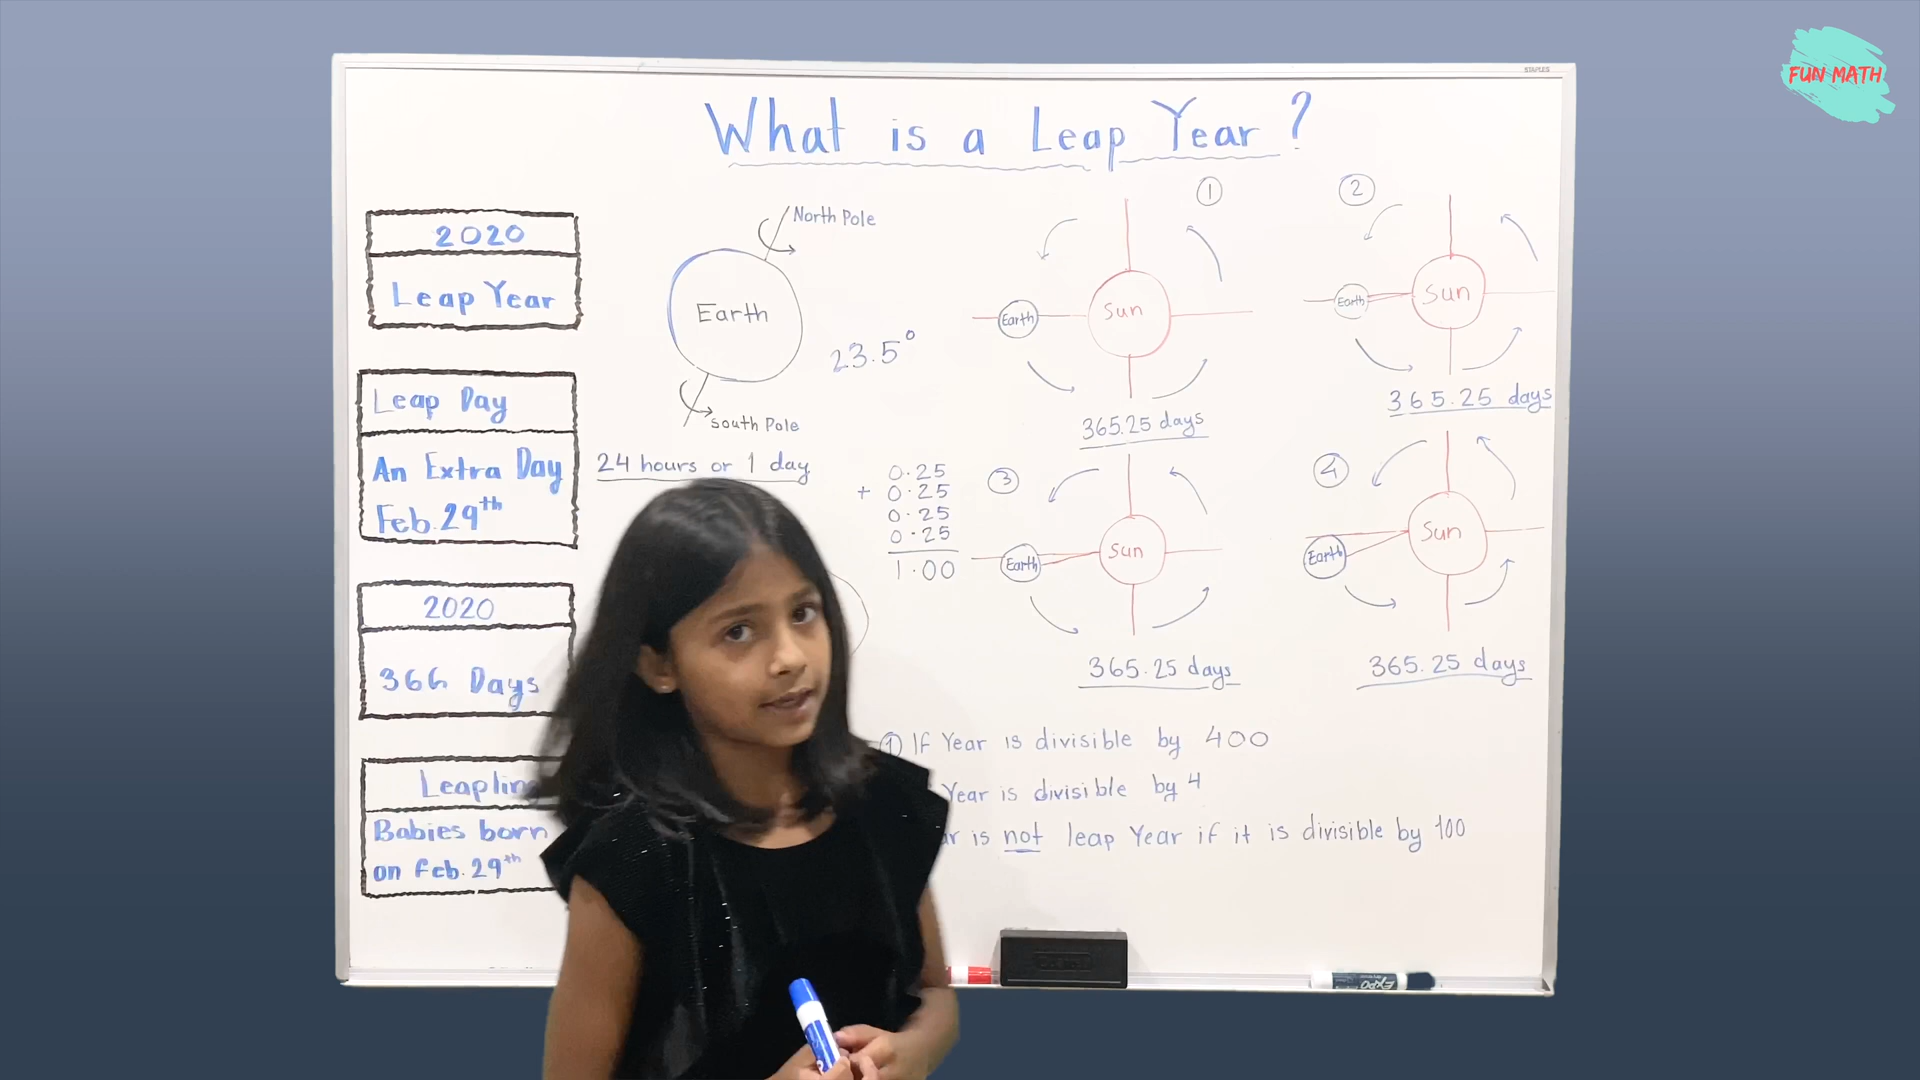 FUN MATH
STAPLES
What is a Leap Year?
2020
Leap Year
Leap Day
An Extra Day
Feb. 29th
2020
366 Days
Babies born
on Feb. 29th
North Pole
Earth
23.5°
South Pole
24 hours or 1 day
0.25
+ 0.25
0.25
0.25
1.00
1
Earth
Sun
365.25 days
2
Earth
Sun
365.25 days
3
Earth
Sun
365.25 days
4
Earth
Sun
365.25 days
1 If Year is divisible by 400
Year is divisible by 4
is not leap Year if it is divisible by 100
EXPO